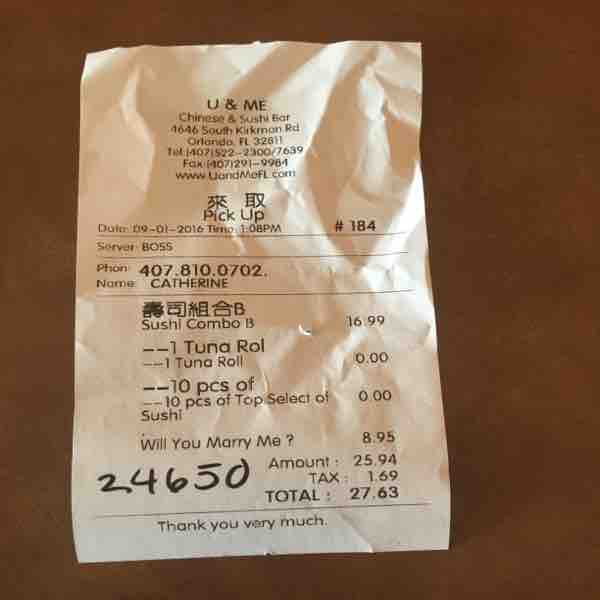 U & ME
Chinese & Sushi Bar
4646 South Kirkman Rd
Orlando, FL 32811
Tel:(407)522-2300/7639
Fax:(407)291-9984
www.UandMeFL.com
來 取
Pick Up
Date: 09-01-2016 Time: 1:08PM # 184
Server: BOSS
Phon: 407.810.0702.
Name: CATHERINE
壽司組合B
Sushi Combo B 16.99
--1 Tuna Rol
--1 Tuna Roll 0.00
--10 pcs of
--10 pcs of Top Select of 0.00
Sushi
Will You Marry Me ? 8.95
Amount : 25.94
24650
TAX : 1.69
TOTAL : 27.63
Thank you very much.